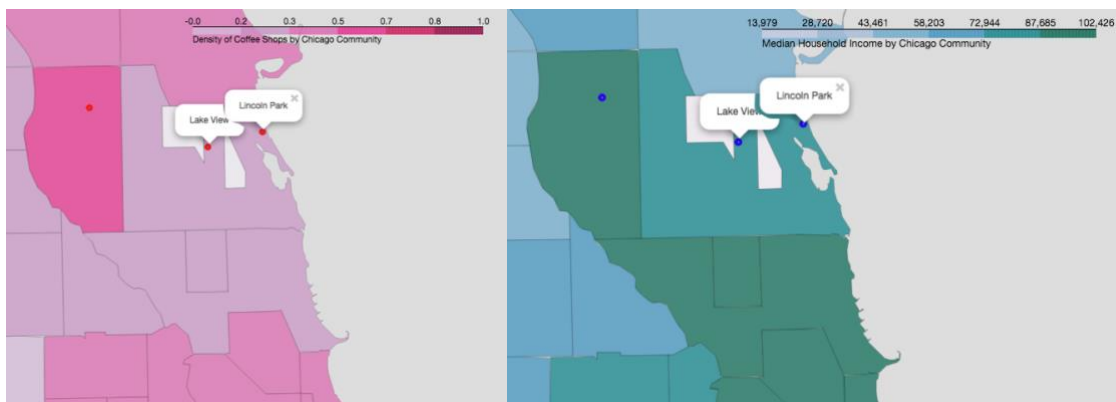 -0.0 0.2 0.3 0.5 0.7 0.8 1.0
Density of Coffee Shops by Chicago Community
Lincoln Park
Lake View
13,979 28,720 43,461 58,203 72,944 87,685 102,426
Median Household Income by Chicago Community
Lincoln Park
Lake View